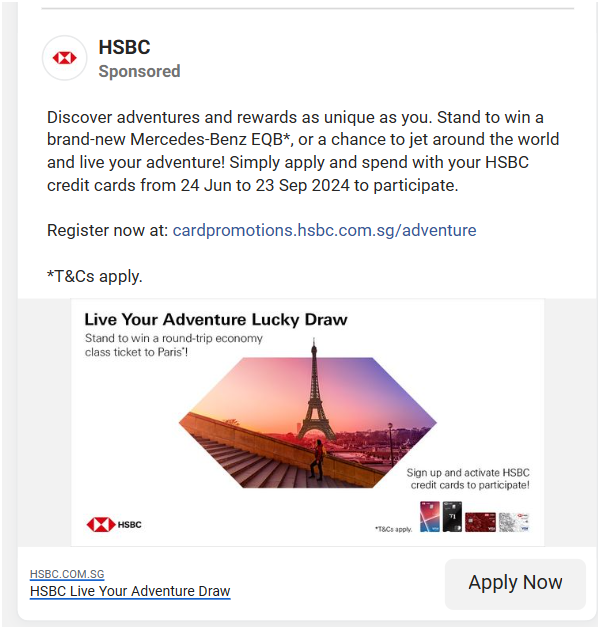 HSBC
Sponsored
Discover adventures and rewards as unique as you. Stand to win a
brand-new Mercedes-Benz EQB*, or a chance to jet around the world
and live your adventure! Simply apply and spend with your HSBC
credit cards from 24 Jun to 23 Sep 2024 to participate.
Register now at: cardpromotions.hsbc.com.sg/adventure
*T&Cs apply.
Live Your Adventure Lucky Draw
Stand to win a round-trip economy
class ticket to Paris*!
Sign up and activate HSBC
credit cards to participate!
HSBC
*T&Cs apply.
HSBC.COM.SG
HSBC Live Your Adventure Draw
Apply Now